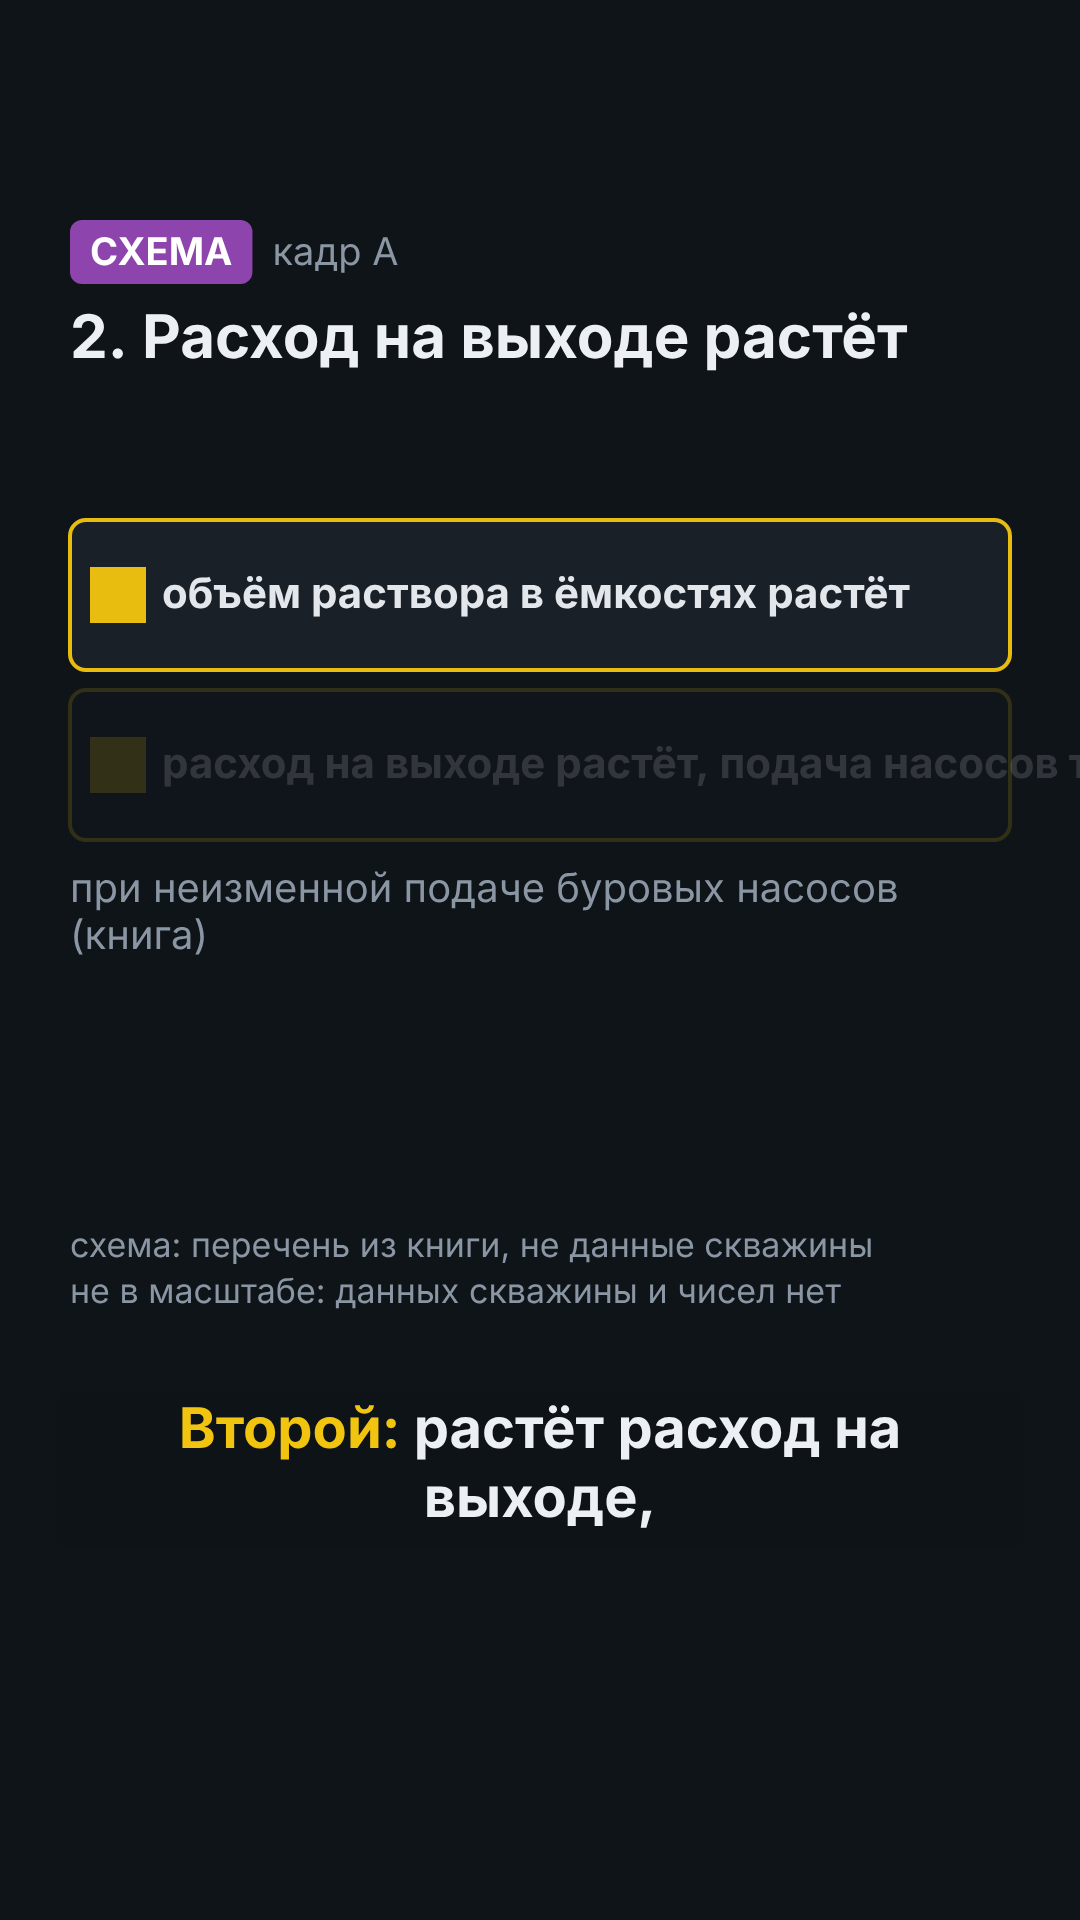 СХЕМА кадр А
2. Расход на выходе растёт
объём раствора в ёмкостях растёт
расход на выходе растёт, подача насосов
при неизменной подаче буровых насосов
(книга)
схема: перечень из книги, не данные скважины
не в масштабе: данных скважины и чисел нет
Второй: растёт расход на
выходе,